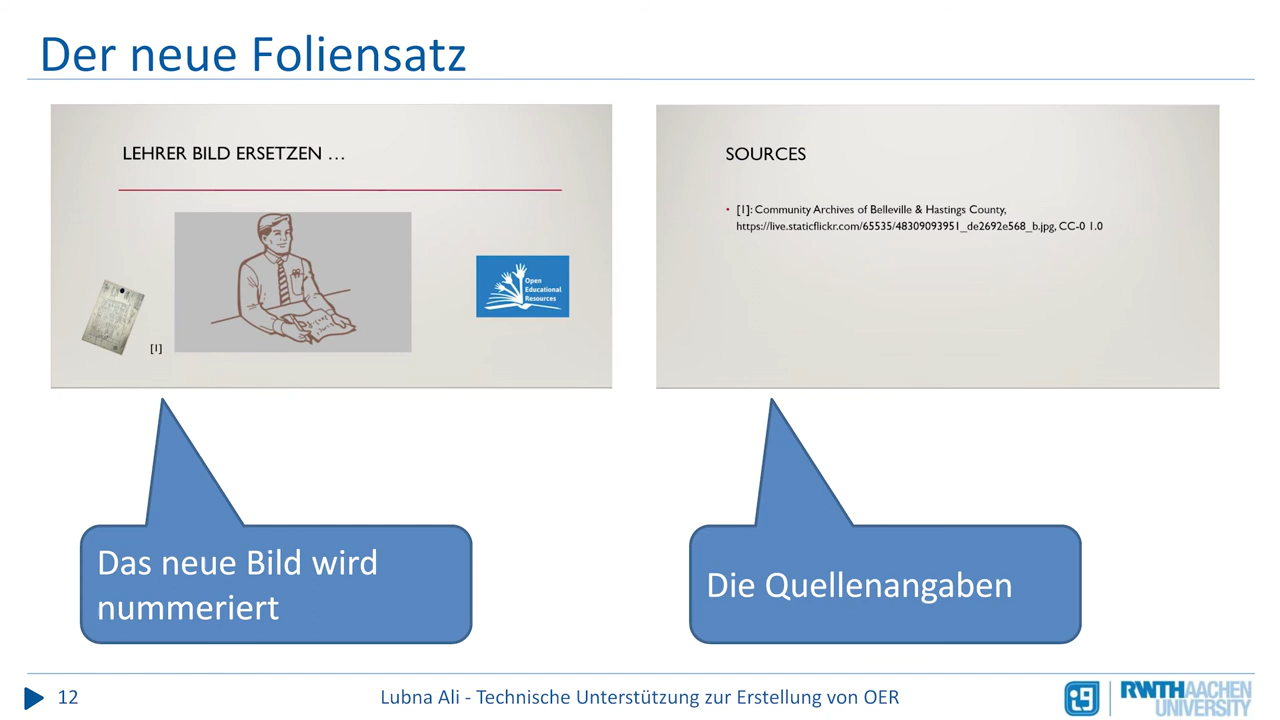 Der neue Foliensatz
LEHRER BILD ERSETZEN …
Open
Educational
Resources
[1]
SOURCES
• [1]: Community Archives of Belleville & Hastings County,
https://live.staticflickr.com/65535/48309093951_de2692e568_b.jpg, CC-0 1.0
Das neue Bild wird
nummeriert
Die Quellenangaben
12
Lubna Ali - Technische Unterstützung zur Erstellung von OER
RWTH AACHEN
UNIVERSITY